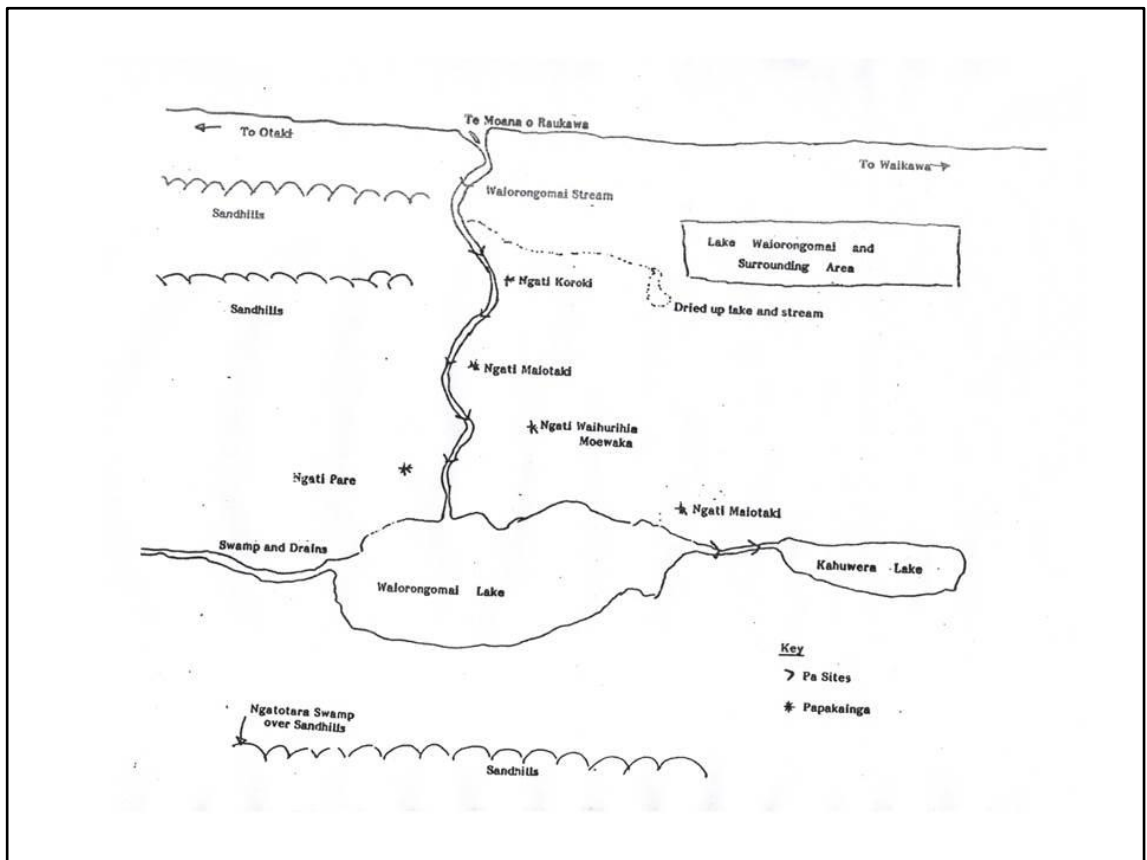 Te Moana o Raukawa
To Otaki
To Waikawa
Waiorongomai Stream
Sandhills
Lake Waiorongomai and
Surrounding Area
Ngati Koroki
Sandhills
Dried up lake and stream
Ngati Maiotaki
Ngati Waihurihia
Moewaka
Ngati Pare
Ngati Maiotaki
Swamp and Drains
Kahuwera Lake
Waiorongomai Lake
Key
Pa Sites
Papakainga
Ngatotara Swamp
over Sandhills
Sandhills